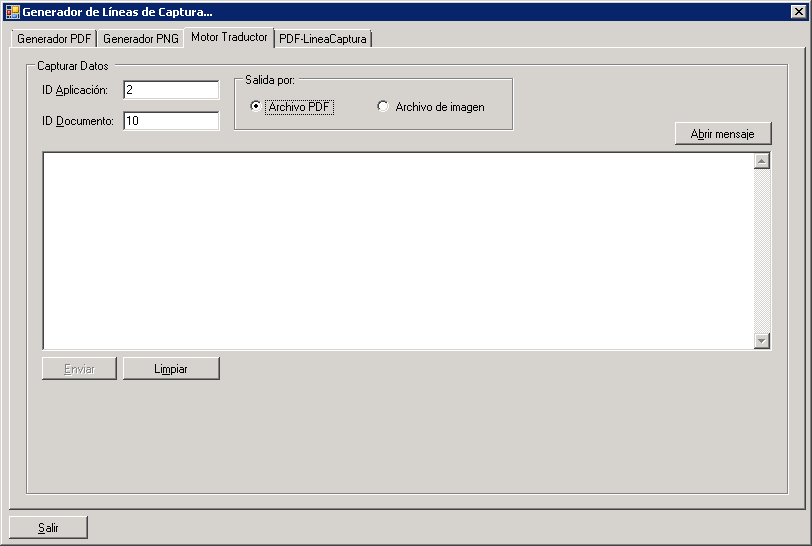 Generador de Líneas de Captura...
Generador PDF Generador PNG Motor Traductor PDF-LineaCaptura
Capturar Datos
ID Aplicación: 2
Salida por:
Archivo PDF Archivo de imagen
ID Documento: 10
Abrir mensaje
Enviar Limpiar
Salir